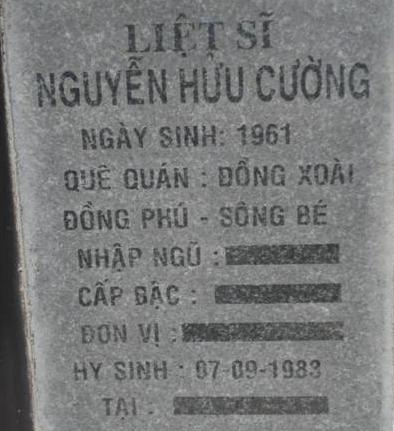 LIỆT SĨ
NGUYỄN HỮU CƯỜNG
NGÀY SINH: 1961
QUÊ QUÁN : ĐỒNG XOÀI
ĐỒNG PHÚ - SÔNG BÉ
NHẬP NGŨ :
CẤP BẬC :
ĐƠN VỊ :
HY SINH : 07-09-1983
TẠI :